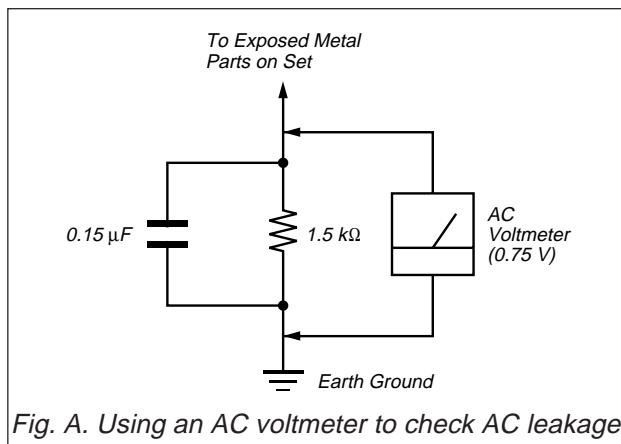 To Exposed Metal
Parts on Set
0.15 µF
1.5 kΩ
AC
Voltmeter
(0.75 V)
Earth Ground
Fig. A. Using an AC voltmeter to check AC leakage